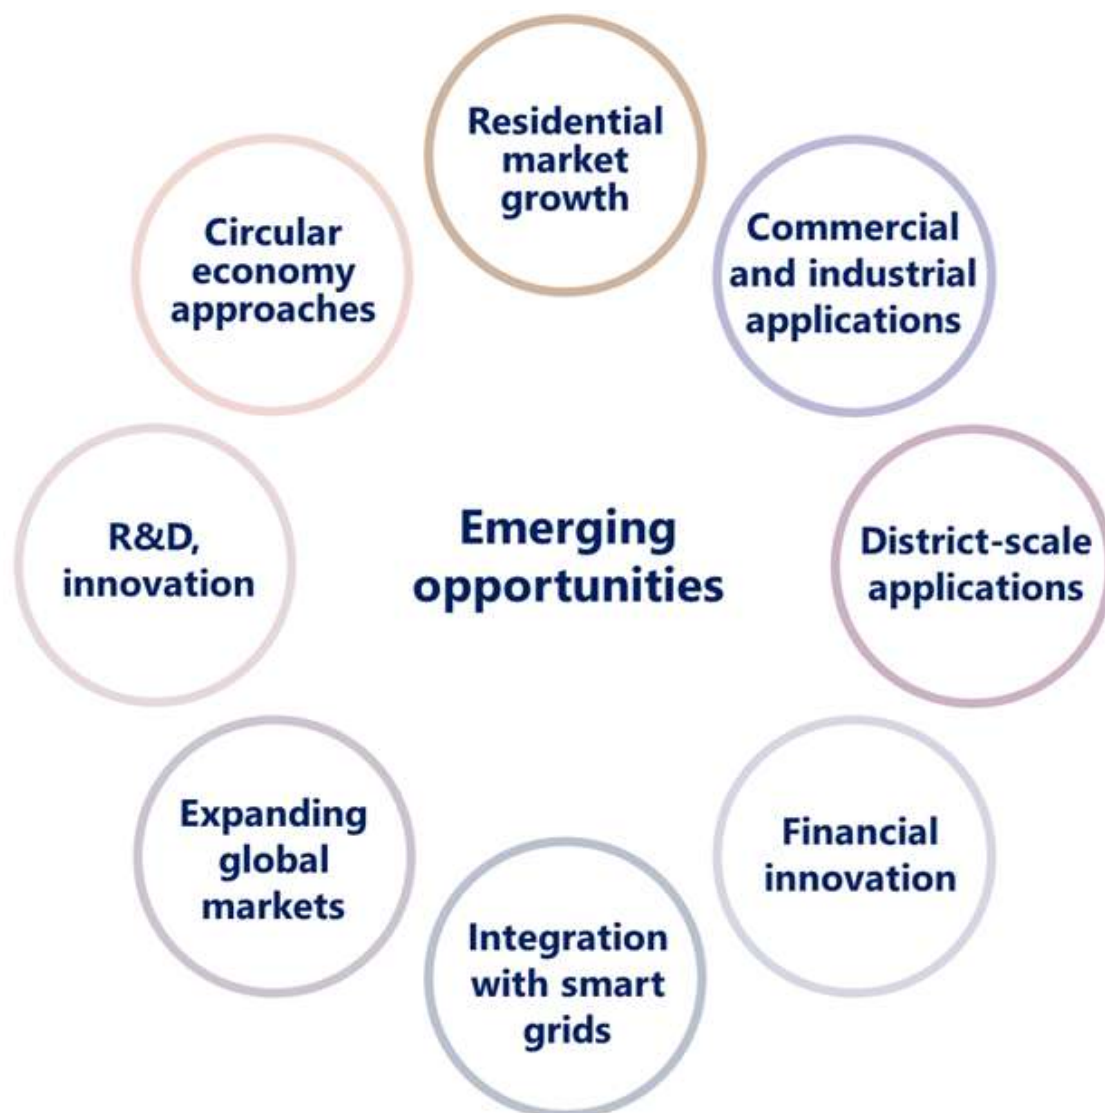 Residential
market
growth
Commercial
and industrial
applications
District-scale
applications
Financial
innovation
Integration
with smart
grids
Expanding
global
markets
R&D,
innovation
Circular
economy
approaches
Emerging
opportunities